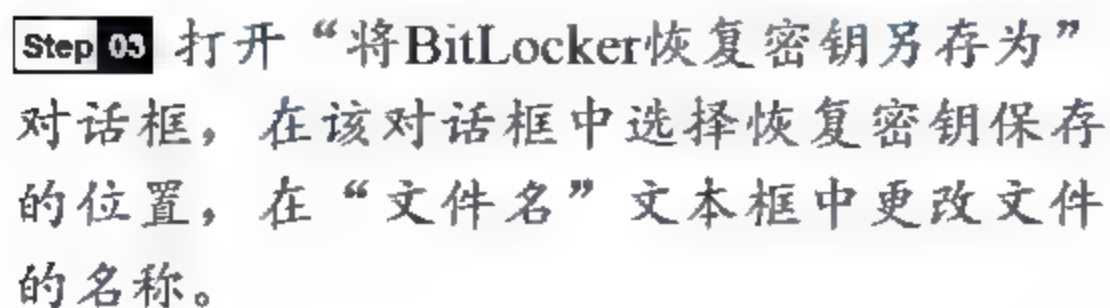 Step 03 打开“将BitLocker恢复密钥另存为”
对话框，在该对话框中选择恢复密钥保存
的位置，在“文件名”文本框中更改文件
的名称。